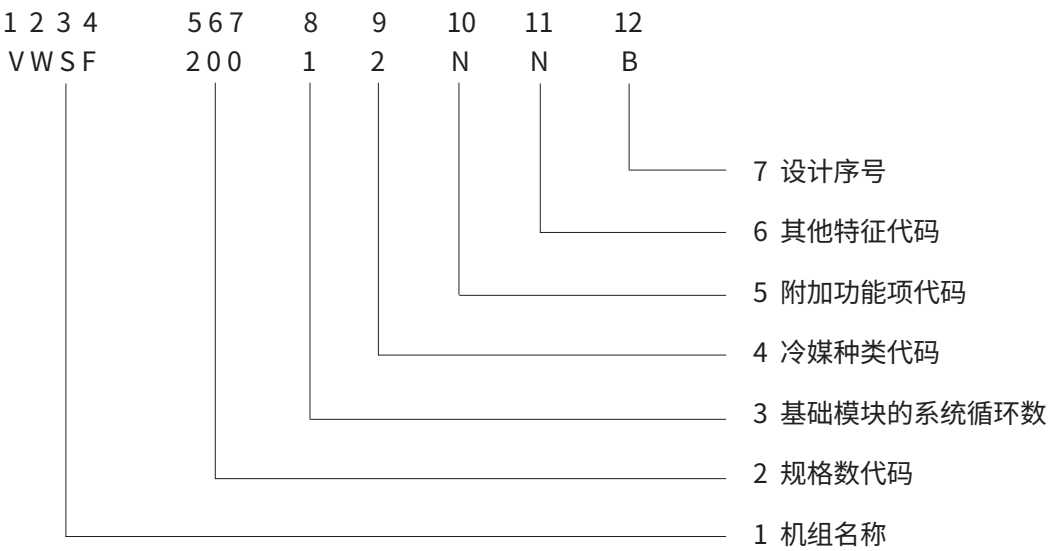 1 2 3 4 5 6 7 8 9 10 11 12
V W S F 2 0 0 1 2 N N B
7 设计序号
6 其他特征代码
5 附加功能项代码
4 冷媒种类代码
3 基础模块的系统循环数
2 规格数代码
1 机组名称